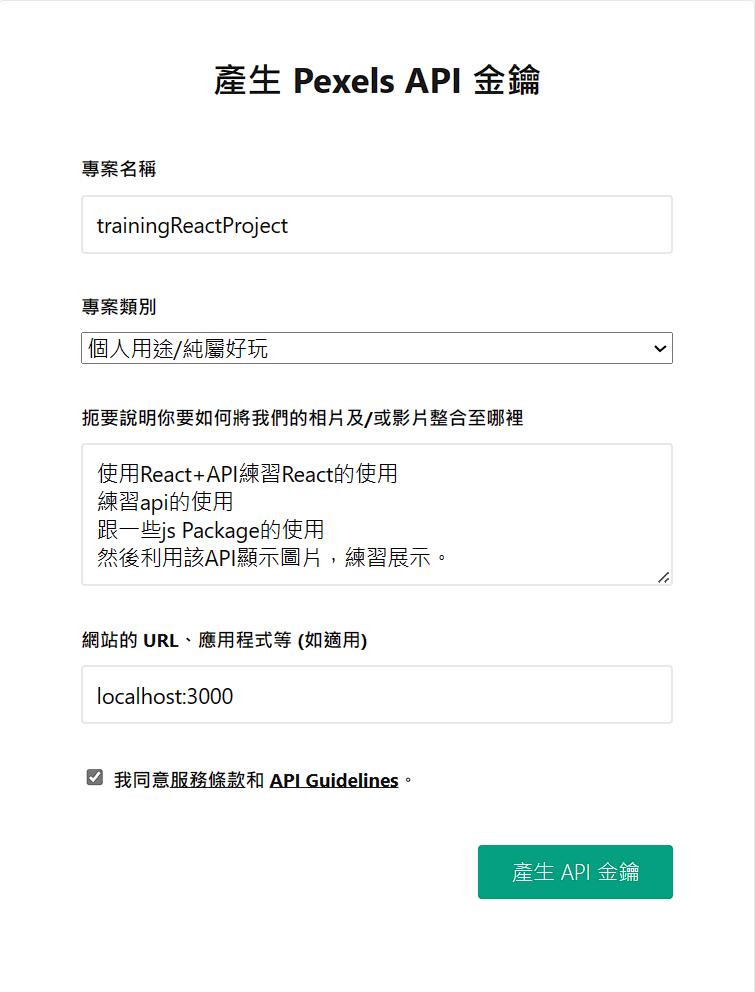 產生 Pexels API 金鑰
專案名稱
trainingReactProject
專案類別
個人用途/純屬好玩
扼要說明你要如何將我們的相片及/或影片整合至哪裡
使用React+API練習React的使用
練習api的使用
跟一些js Package的使用
然後利用該API顯示圖片，練習展示。
網站的 URL、應用程式等 (如適用)
localhost:3000
我同意服務條款和 API Guidelines。
產生 API 金鑰